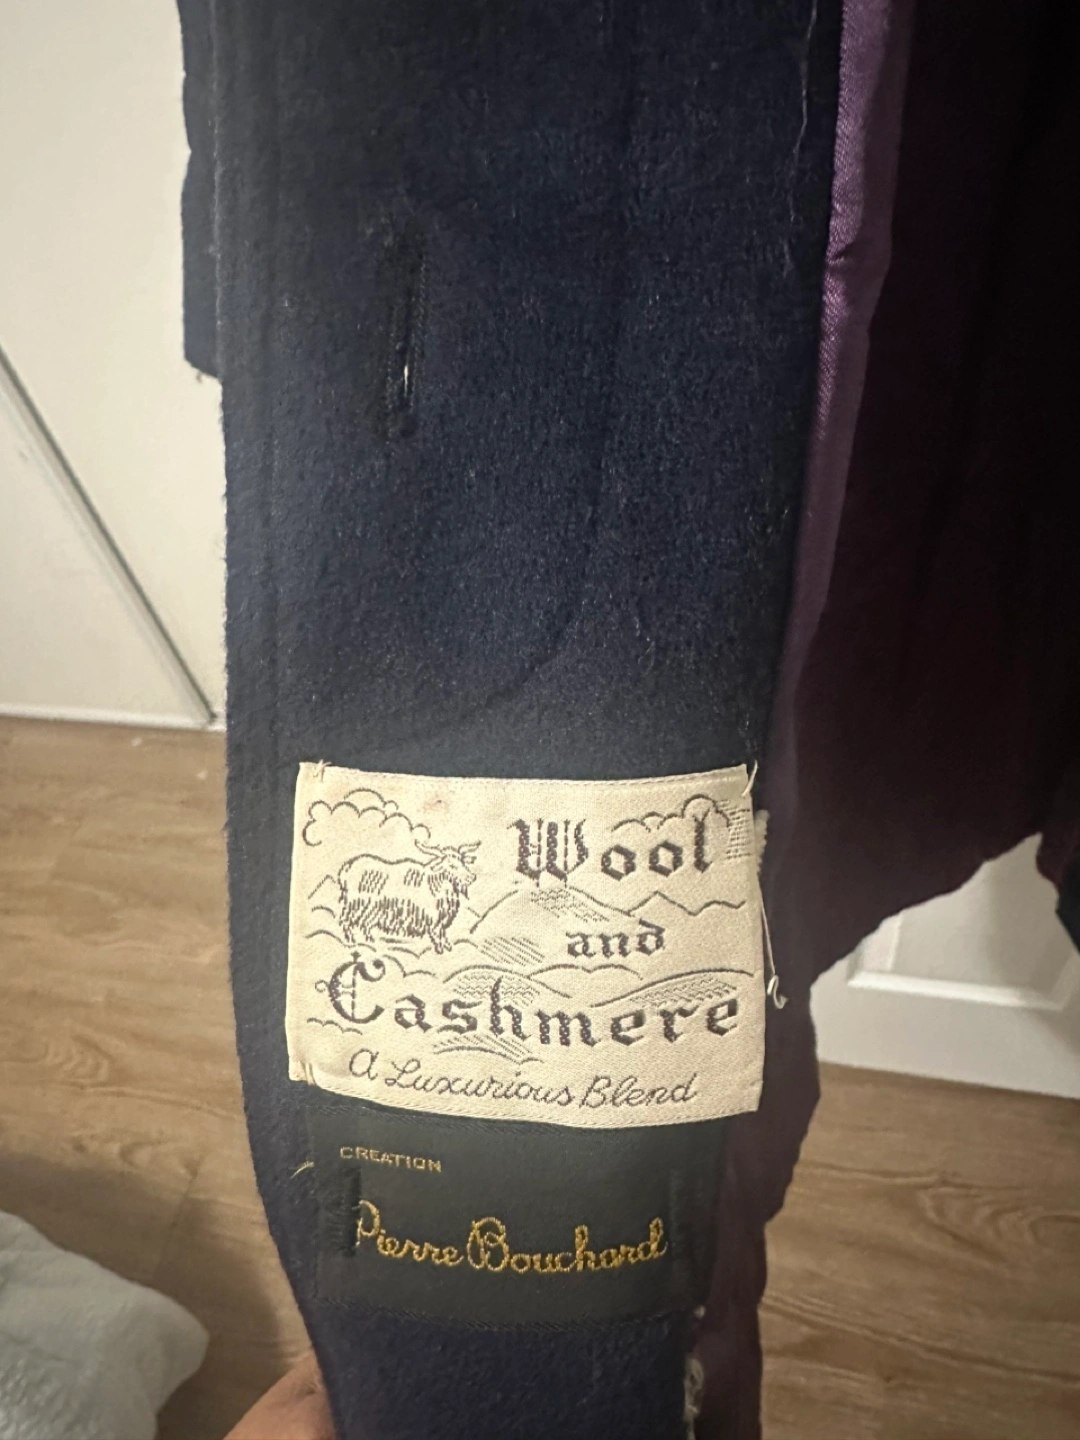 Wool
and
Cashmere
A Luxurious Blend
CREATION
Pierre Bouchard